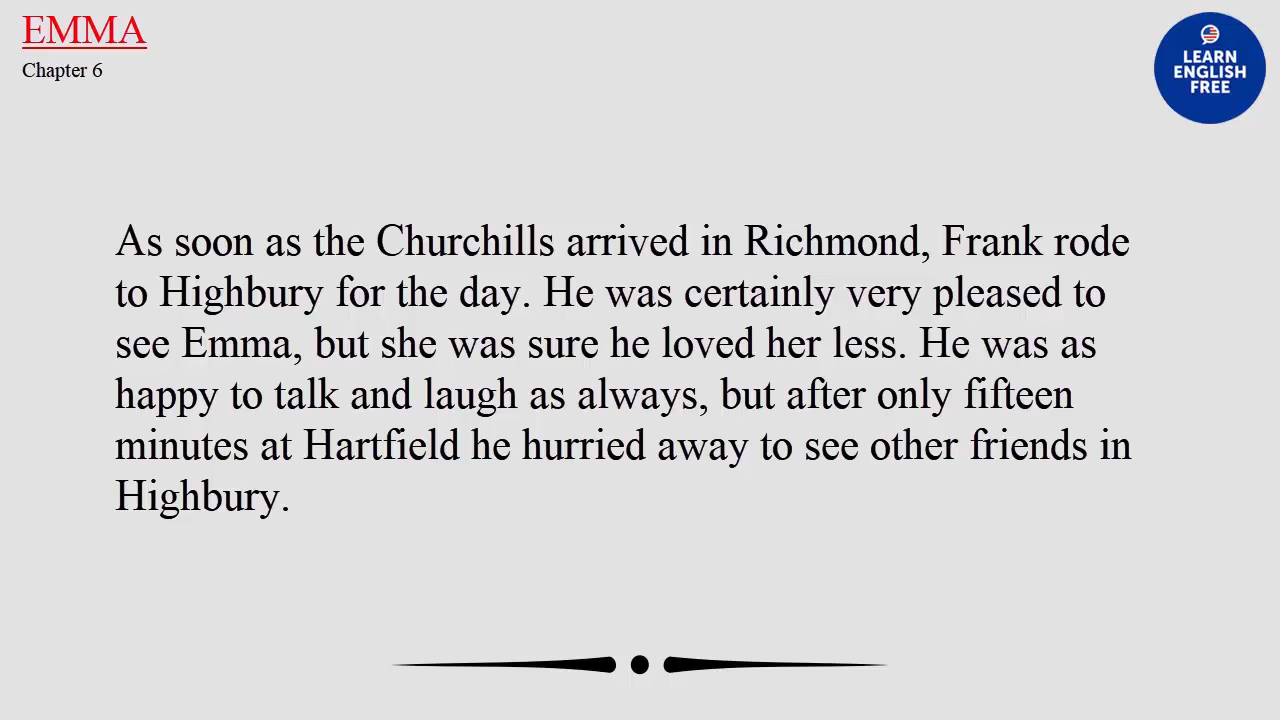 EMMA
Chapter 6
LEARN
ENGLISH
FREE
As soon as the Churchills arrived in Richmond, Frank rode
to Highbury for the day. He was certainly very pleased to
see Emma, but she was sure he loved her less. He was as
happy to talk and laugh as always, but after only fifteen
minutes at Hartfield he hurried away to see other friends in
Highbury.